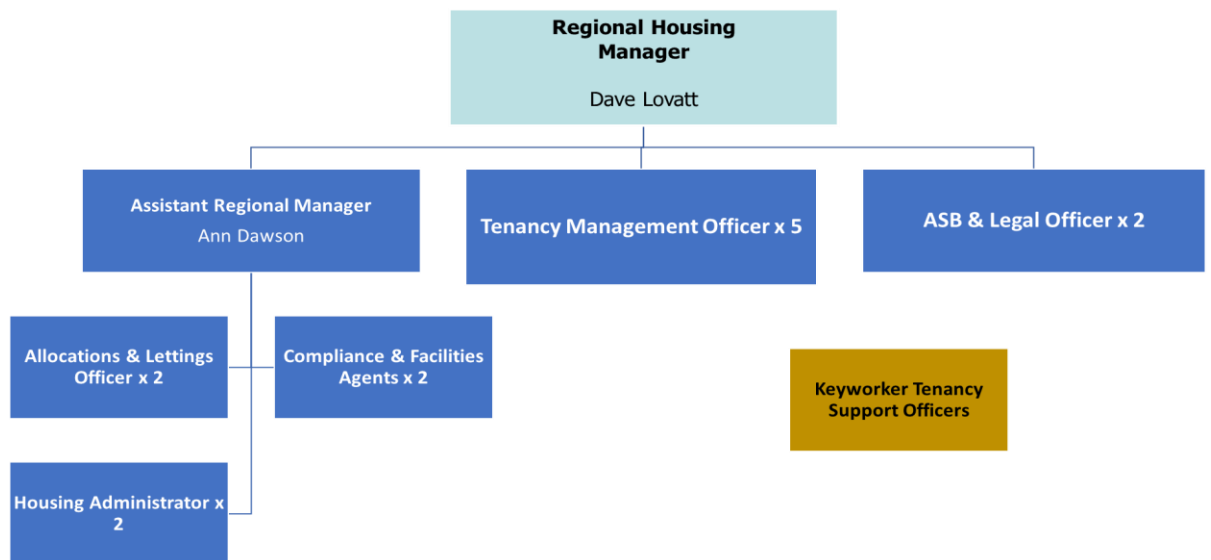 Regional Housing
Manager
Dave Lovatt
Assistant Regional Manager
Ann Dawson
Tenancy Management Officer x 5
ASB & Legal Officer x 2
Allocations & Lettings
Officer x 2
Compliance & Facilities
Agents x 2
Keyworker Tenancy
Support Officers
Housing Administrator x
2